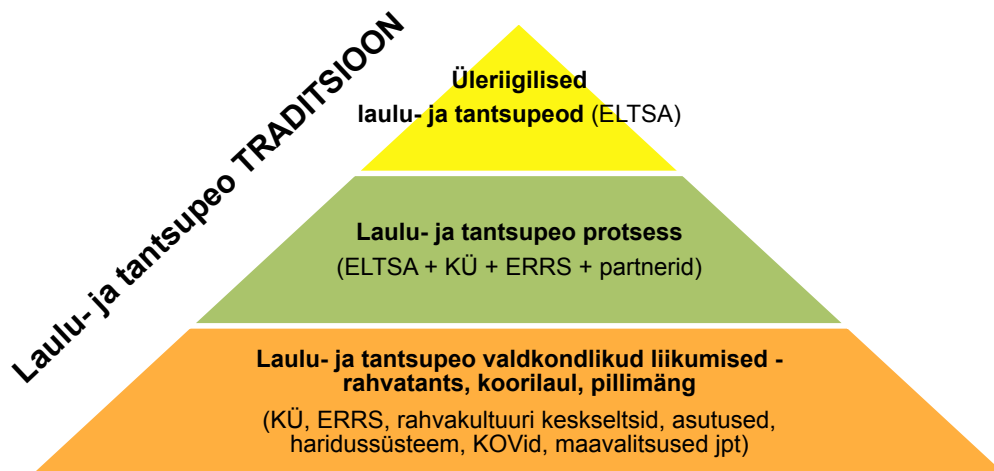 Laulu- ja tantsupeo TRADITSIOON
Üleriigilised
laulu- ja tantsupeod (ELTSA)
Laulu- ja tantsupeo protsess
(ELTSA + KÜ + ERRS + partnerid)
Laulu- ja tantsupeo valdkondlikud liikumised -
rahvatants, koorilaul, pillimäng
(KÜ, ERRS, rahvakultuuri keskseltsid, asutused,
haridussüsteem, KOVid, maavalitsused jpt)